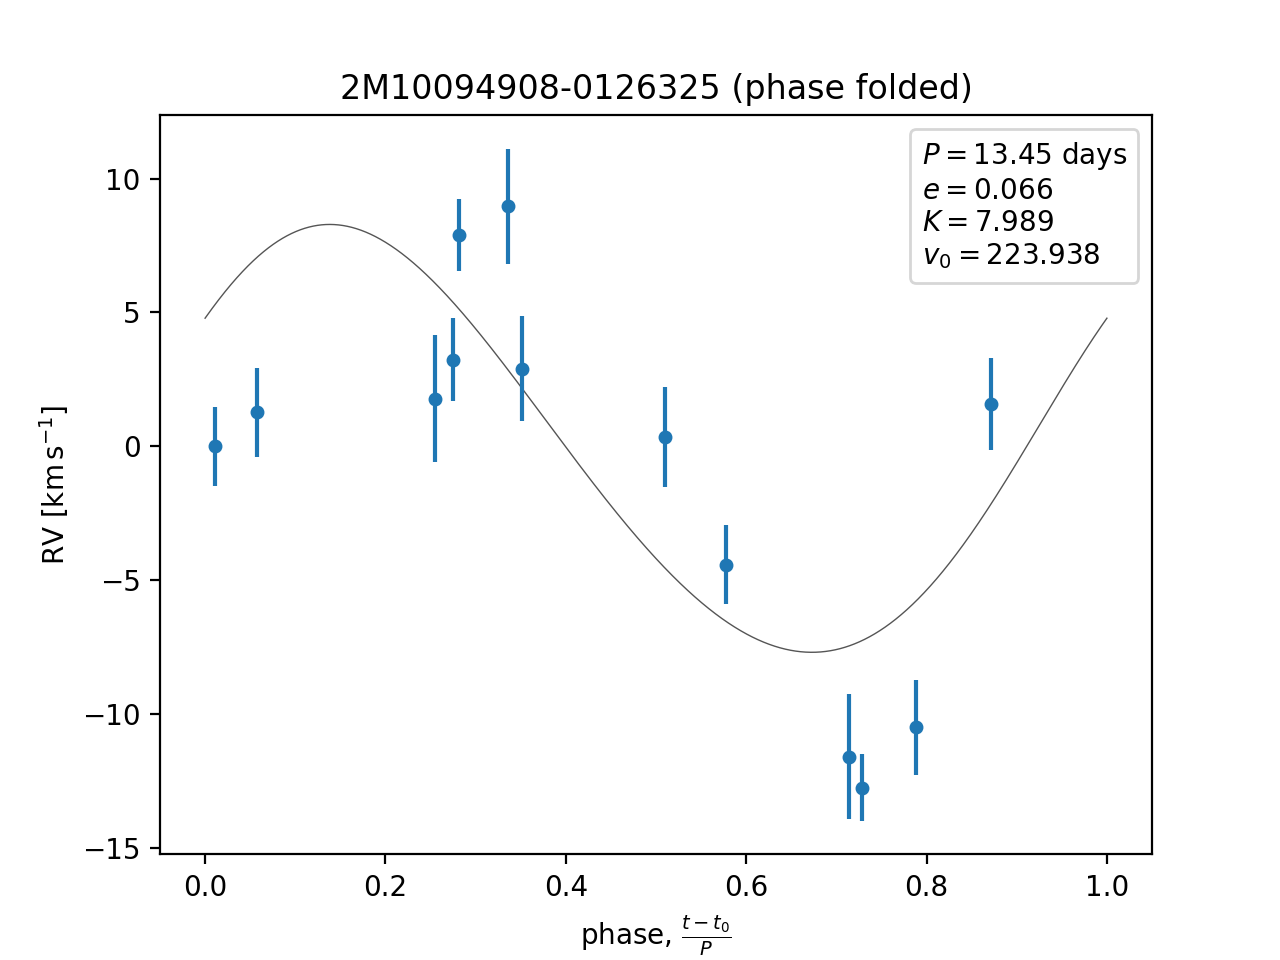 2M10094908-0126325 (phase folded)
P = 13.45 days
e = 0.066
K = 7.989
v₀ = 223.938
10
5
0
−5
−10
−15
RV [km s⁻¹]
0.0 0.2 0.4 0.6 0.8 1.0
phase, (t − t₀)/P